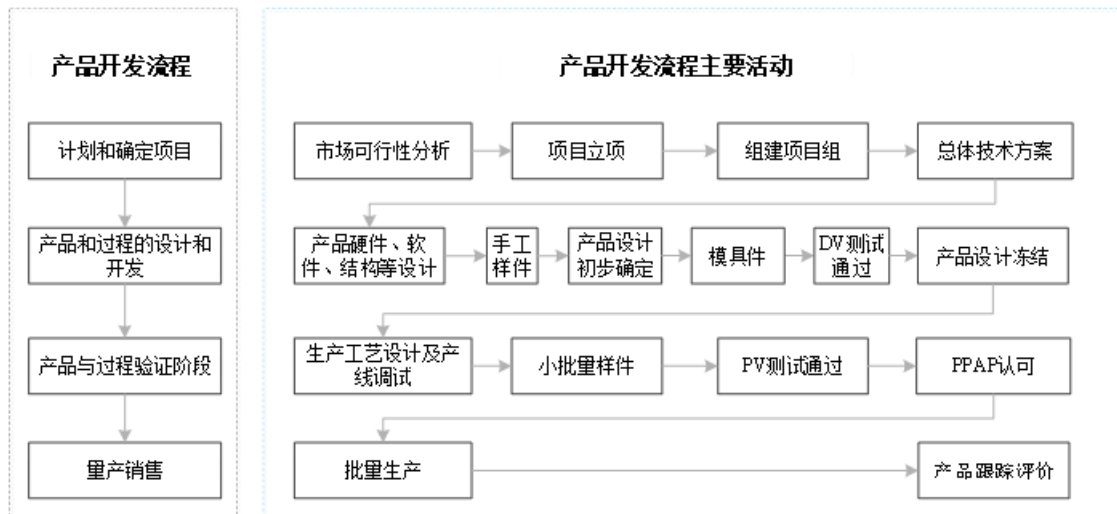 产品开发流程
产品开发流程主要活动
计划和确定项目
市场可行性分析
项目立项
组建项目组
总体技术方案
产品和过程的设计和
开发
产品硬件、软
件、结构等设计
手工
样件
产品设计
初步确定
模具件
DV测试
通过
产品设计冻结
产品与过程验证阶段
生产工艺设计及产
线调试
小批量样件
PV测试通过
PPAP认可
量产销售
批量生产
产品跟踪评价